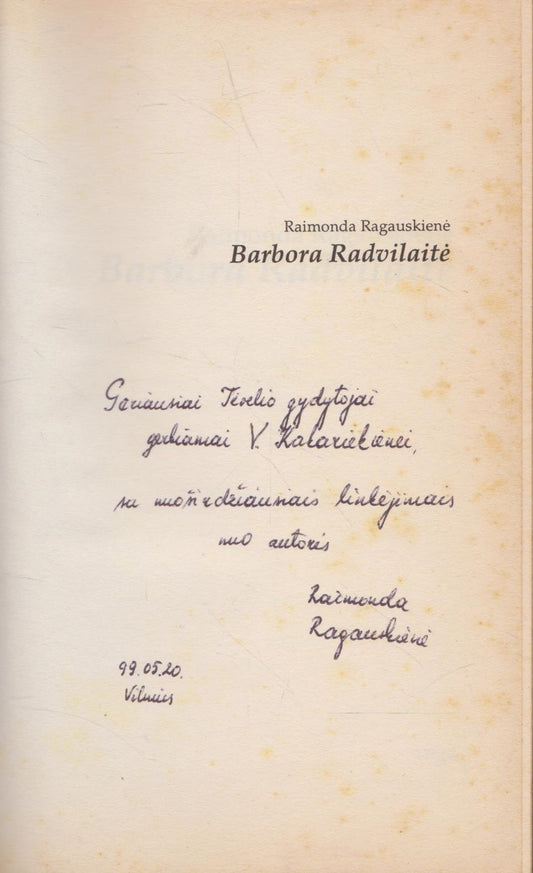 Raimonda Ragauskienė
Barbora Radvilaitė
Geriausiai Tėvelio gydytojai
gerbiamai V.
su nuoširdžiausiais linkėjimais
nuo autorės
Raimonda
Ragauskienė
99.05.20.
Vilnius